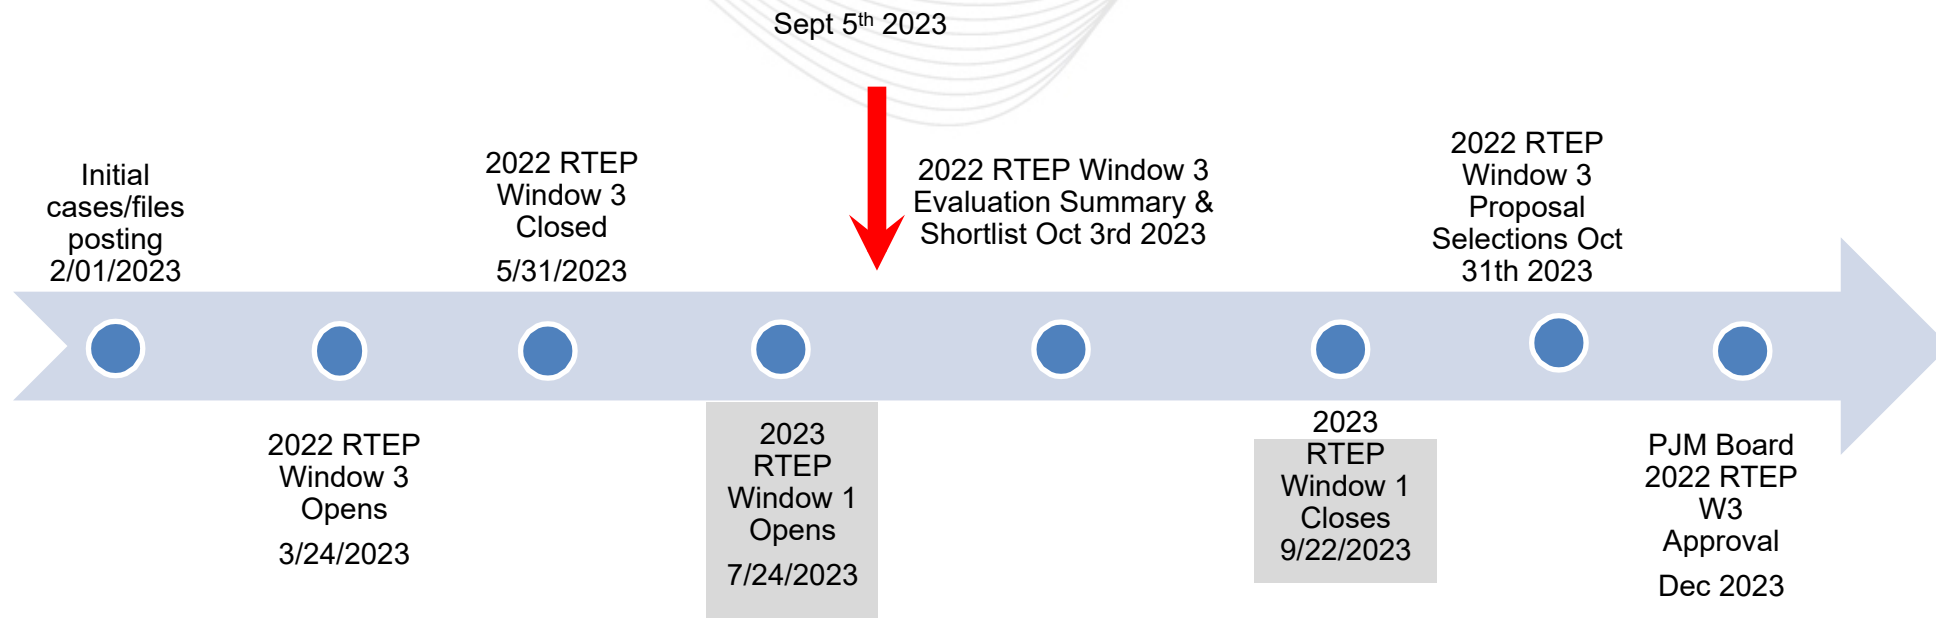 Sept 5th 2023
Initial
cases/files
posting
2/01/2023
2022 RTEP
Window 3
Closed
5/31/2023
2022 RTEP Window 3
Evaluation Summary &
Shortlist Oct 3rd 2023
2022 RTEP
Window 3
Proposal
Selections Oct
31th 2023
2022 RTEP
Window 3
Opens
3/24/2023
2023
RTEP
Window 1
Opens
7/24/2023
2023
RTEP
Window 1
Closes
9/22/2023
PJM Board
2022 RTEP
W3
Approval
Dec 2023